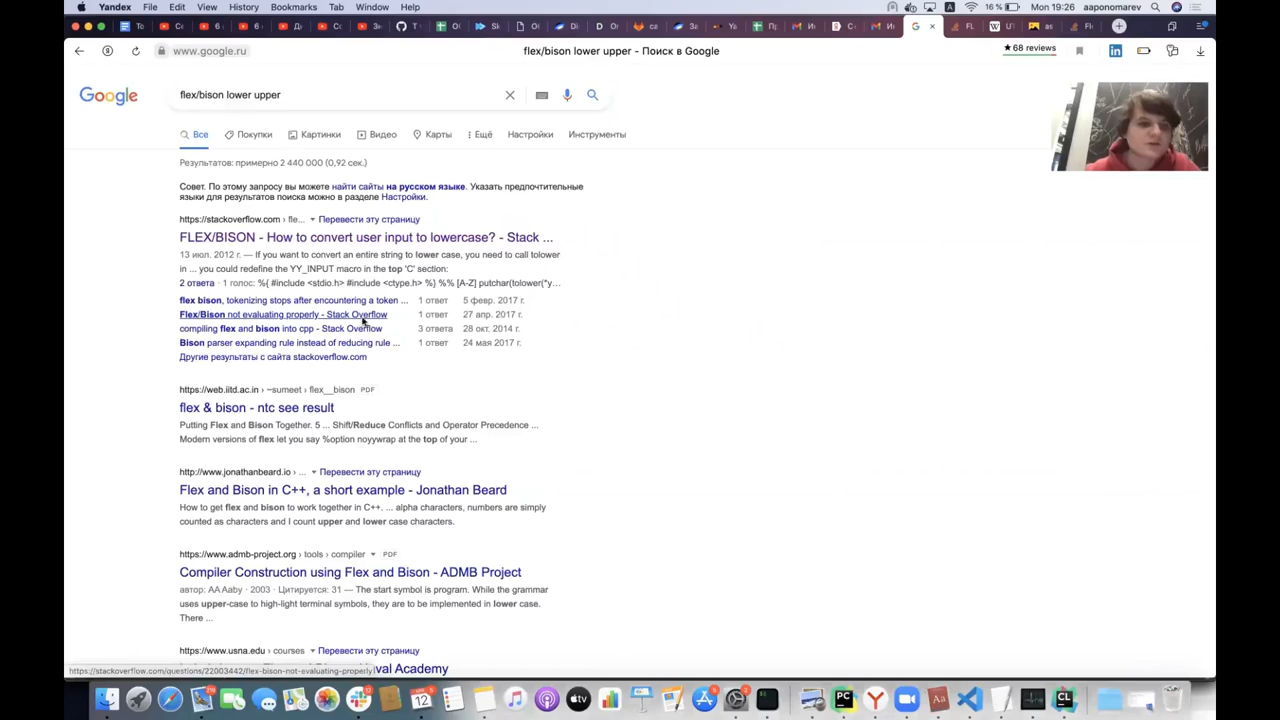 Yandex File Edit View History Bookmarks Tab Window Help 16 % A Mo 19:26 aaponomarev
www.google.ru flex/bison lower upper - Поиск в Google ★68 reviews
Google flex/bison lower upper
Все Покупки Картинки Видео Карты Ещё Настройки Инструменты
Результатов: примерно 2 440 000 (0,92 сек.)
Совет. По этому запросу вы можете найти сайты на русском языке. Указать предпочтительные
языки для результатов поиска можно в разделе Настройки.
https://stackoverflow.com › fle... Перевести эту страницу
FLEX/BISON - How to convert user input to lowercase? - Stack ...
13 июл. 2012 г. — If you want to convert an entire string to lower case, you need to call tolower
in ... you could redefine the YY_INPUT macro in the top 'C' section:
2 ответа · 1 голос: %{ #include <stdio.h> #include <ctype.h> %} %% [A-Z] putchar(tolower(*y...
flex bison, tokenizing stops after encountering a token ... 1 ответ 5 февр. 2017 г.
Flex/Bison not evaluating properly - Stack Overflow 1 ответ 27 апр. 2017 г.
compiling flex and bison into cpp - Stack Overflow 3 ответа 28 окт. 2014 г.
Bison parser expanding rule instead of reducing rule ... 1 ответ 24 мая 2017 г.
Другие результаты с сайта stackoverflow.com
https://web.iitd.ac.in › ~sumeet › flex__bison PDF
flex & bison - ntc see result
Putting Flex and Bison Together. 5 ... Shift/Reduce Conflicts and Operator Precedence ...
Modern versions of flex let you say %option noyywrap at the top of your ...
http://www.jonathanbeard.io › ... Перевести эту страницу
Flex and Bison in C++, a short example - Jonathan Beard
How to get flex and bison to work together in C++. ... alpha characters, numbers are simply
counted as characters and I count upper and lower case characters.
https://www.admb-project.org › tools › compiler PDF
Compiler Construction using Flex and Bison - ADMB Project
автор: AA Aaby · 2003 · Цитируется: 31 — The start symbol is program. While the grammar
uses upper-case to high-light terminal symbols, they are to be implemented in lower case.
There ...
https://www.usna.edu › courses Перевести эту страницу
val Academy
https://stackoverflow.com/questions/22003442/flex-bison-not-evaluating-properly